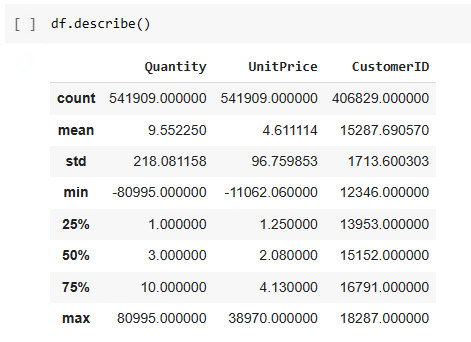 [ ] df.describe()
Quantity UnitPrice CustomerID
count 541909.000000 541909.000000 406829.000000
mean 9.552250 4.611114 15287.690570
std 218.081158 96.759853 1713.600303
min -80995.000000 -11062.060000 12346.000000
25% 1.000000 1.250000 13953.000000
50% 3.000000 2.080000 15152.000000
75% 10.000000 4.130000 16791.000000
max 80995.000000 38970.000000 18287.000000